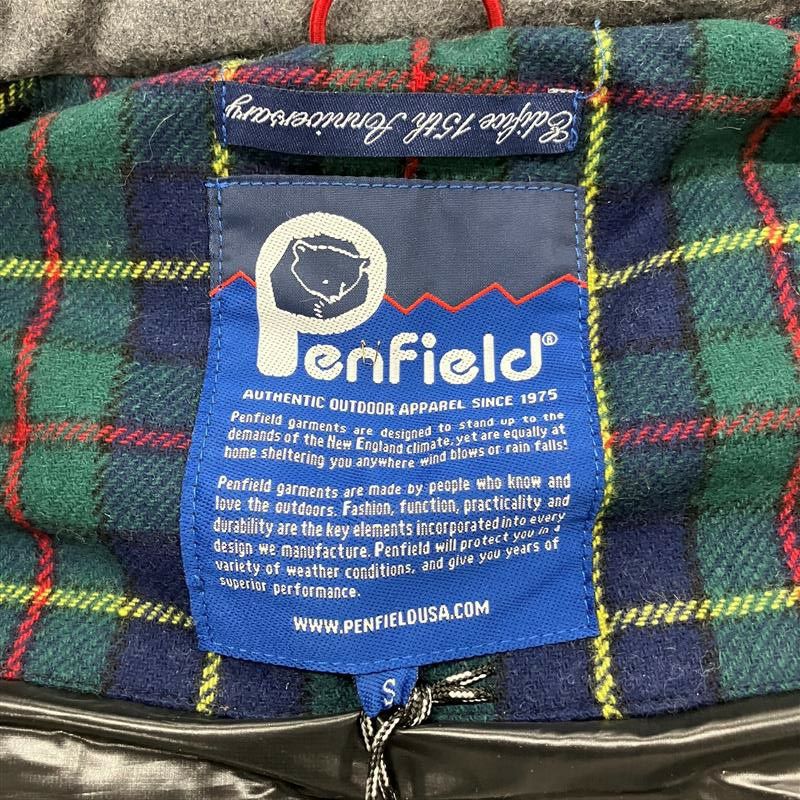 Edifice 15th Anniversary
Penfield®
AUTHENTIC OUTDOOR APPAREL SINCE 1975
Penfield garments are designed to stand up to the
demands of the New England climate, yet are equally at
home sheltering you anywhere wind blows or rain falls!
Penfield garments are made by people who know and
love the outdoors. Fashion, function, practicality and
durability are the key elements incorporated into every
design we manufacture. Penfield will protect you in a
variety of weather conditions, and give you years of
superior performance.
WWW.PENFIELDUSA.COM
S